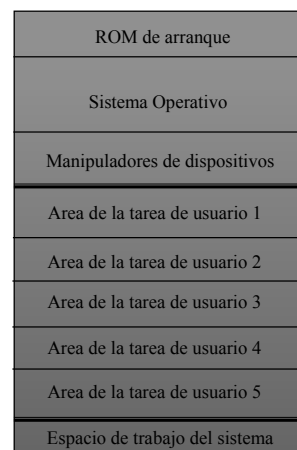 ROM de arranque
Sistema Operativo
Manipuladores de dispositivos
Area de la tarea de usuario 1
Area de la tarea de usuario 2
Area de la tarea de usuario 3
Area de la tarea de usuario 4
Area de la tarea de usuario 5
Espacio de trabajo del sistema